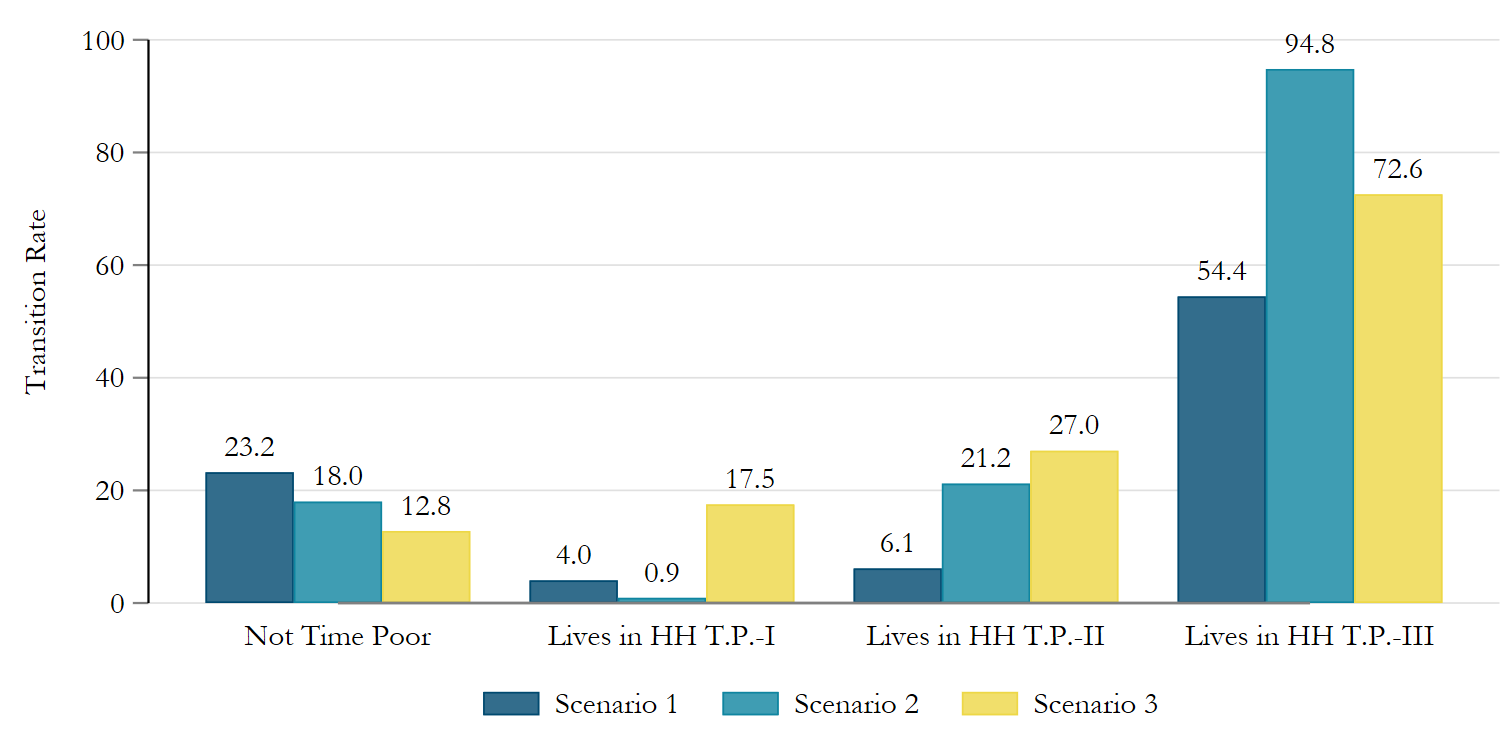 Transition Rate
100
80
60
40
20
0
23.2
18.0
12.8
4.0
0.9
17.5
6.1
21.2
27.0
54.4
94.8
72.6
Not Time Poor
Lives in HH T.P.-I
Lives in HH T.P.-II
Lives in HH T.P.-III
Scenario 1
Scenario 2
Scenario 3